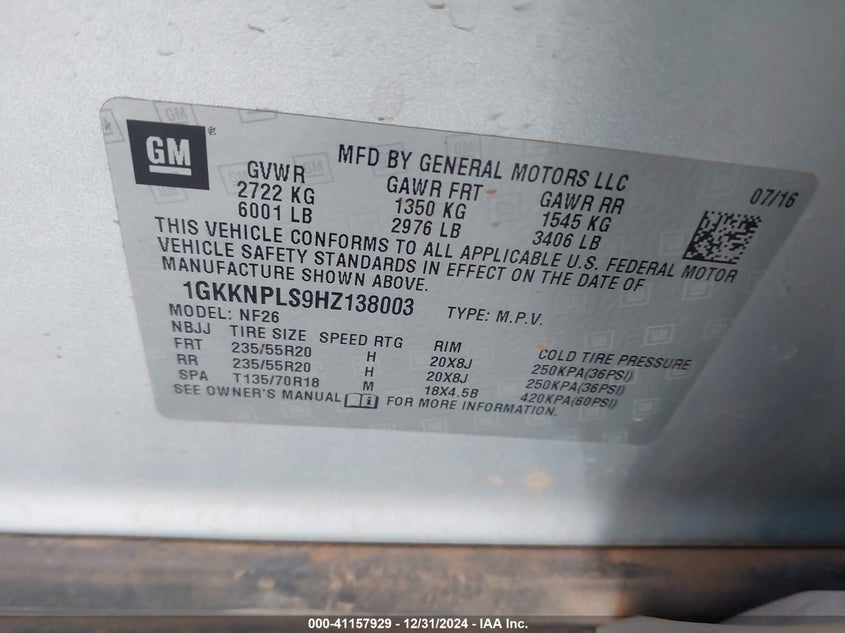 GM®
MFD BY GENERAL MOTORS LLC
07/16
GVWR GAWR FRT GAWR RR
2722 KG 1350 KG 1545 KG
6001 LB 2976 LB 3406 LB
THIS VEHICLE CONFORMS TO ALL APPLICABLE U.S. FEDERAL MOTOR
VEHICLE SAFETY STANDARDS IN EFFECT ON THE DATE OF
MANUFACTURE SHOWN ABOVE.
1GKKNPLS9HZ138003 TYPE: M.P.V.
MODEL: NF26
NBJJ TIRE SIZE SPEED RTG RIM COLD TIRE PRESSURE
FRT 235/55R20 H 20X8J 250KPA(36PSI)
RR 235/55R20 H 20X8J 250KPA(36PSI)
SPA T135/70R18 M 18X4.5B 420KPA(60PSI)
SEE OWNER'S MANUAL FOR MORE INFORMATION.
000-41157929 - 12/31/2024 - IAA Inc.